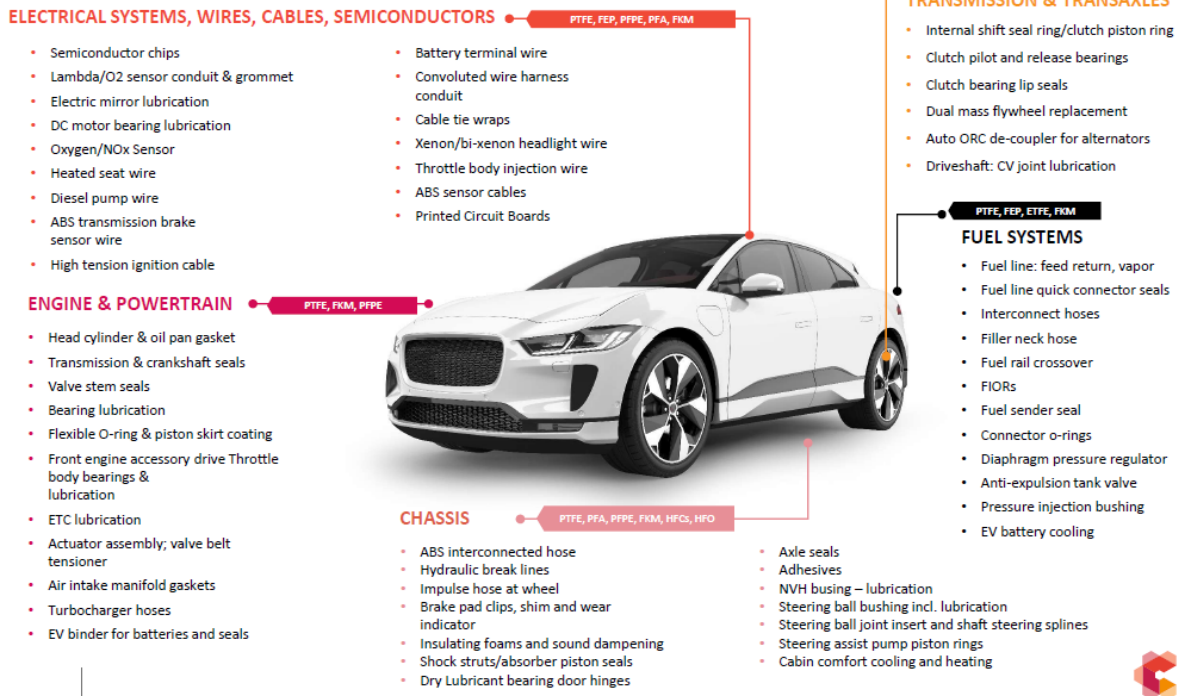 ELECTRICAL SYSTEMS, WIRES, CABLES, SEMICONDUCTORS
PTFE, FEP, PFPE, PFA, FKM
Semiconductor chips
Lambda/O2 sensor conduit & grommet
Electric mirror lubrication
DC motor bearing lubrication
Oxygen/NOx Sensor
Heated seat wire
Diesel pump wire
ABS transmission brake
sensor wire
High tension ignition cable
Battery terminal wire
Convoluted wire harness
conduit
Cable tie wraps
Xenon/bi-xenon headlight wire
Throttle body injection wire
ABS sensor cables
Printed Circuit Boards
TRANSMISSION & TRANSAXLES
Internal shift seal ring/clutch piston ring
Clutch pilot and release bearings
Clutch bearing lip seals
Dual mass flywheel replacement
Auto ORC de-coupler for alternators
Driveshaft: CV joint lubrication
PTFE, FEP, ETFE, FKM
FUEL SYSTEMS
Fuel line: feed return, vapor
Fuel line quick connector seals
Interconnect hoses
Filler neck hose
Fuel rail crossover
FIORs
Fuel sender seal
Connector o-rings
Diaphragm pressure regulator
Anti-expulsion tank valve
Pressure injection bushing
EV battery cooling
ENGINE & POWERTRAIN
PTFE, FKM, PFPE
Head cylinder & oil pan gasket
Transmission & crankshaft seals
Valve stem seals
Bearing lubrication
Flexible O-ring & piston skirt coating
Front engine accessory drive Throttle
body bearings &
lubrication
ETC lubrication
Actuator assembly; valve belt
tensioner
Air intake manifold gaskets
Turbocharger hoses
EV binder for batteries and seals
CHASSIS
PTFE, PFA, PFPE, FKM, HFCs, HFO
ABS interconnected hose
Hydraulic break lines
Impulse hose at wheel
Brake pad clips, shim and wear
indicator
Insulating foams and sound dampening
Shock struts/absorber piston seals
Dry Lubricant bearing door hinges
Axle seals
Adhesives
NVH busing – lubrication
Steering ball bushing incl. lubrication
Steering ball joint insert and shaft steering splines
Steering assist pump piston rings
Cabin comfort cooling and heating